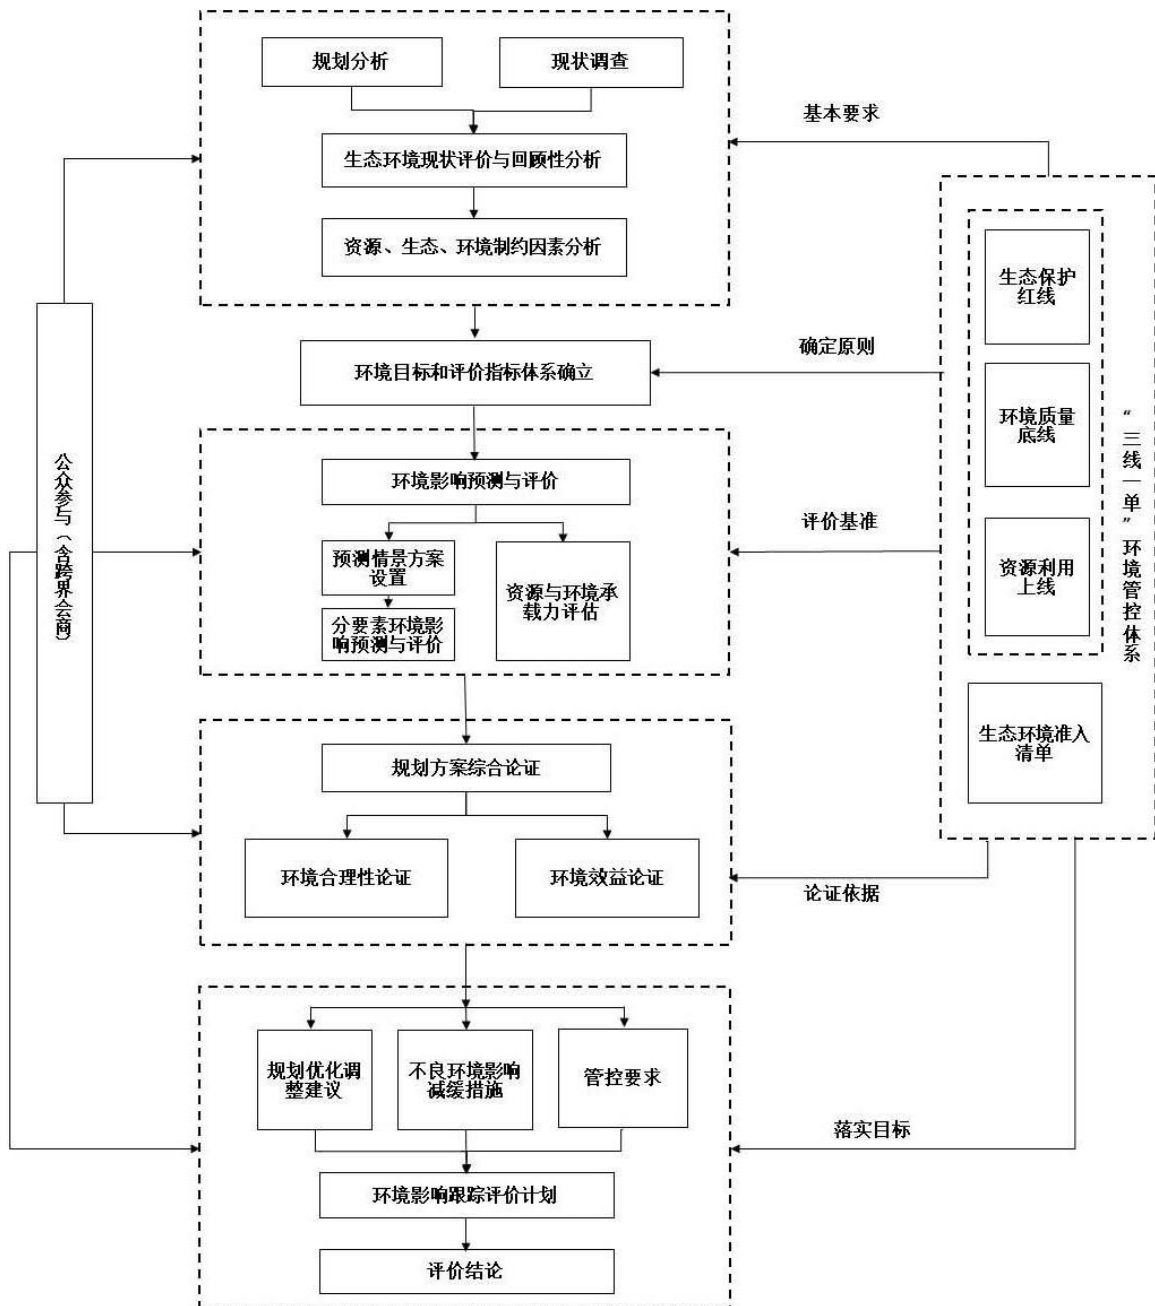 规划分析
现状调查
基本要求
生态环境现状评价与回顾性分析
资源、生态、环境制约因素分析
生态保护
红线
确定原则
环境目标和评价指标体系确立
环境质量
底线
“三线一单”环境管控体系
公众参与（含跨界会商）
环境影响预测与评价
评价基准
预测情景方案
设置
资源与环境承
载力评估
资源利用
上线
分要素环境影
响预测与评价
生态环境准入
清单
规划方案综合论证
环境合理性论证
环境效益论证
论证依据
规划优化调
整建议
不良环境影响
减缓措施
管控要求
落实目标
环境影响跟踪评价计划
评价结论